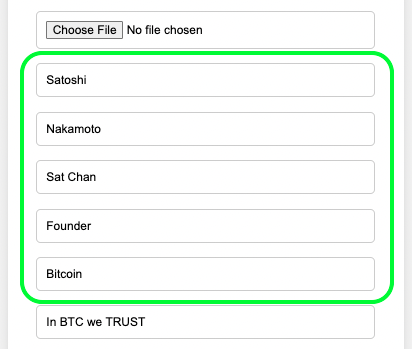 Choose File No file chosen
Satoshi
Nakamoto
Sat Chan
Founder
Bitcoin
In BTC we TRUST